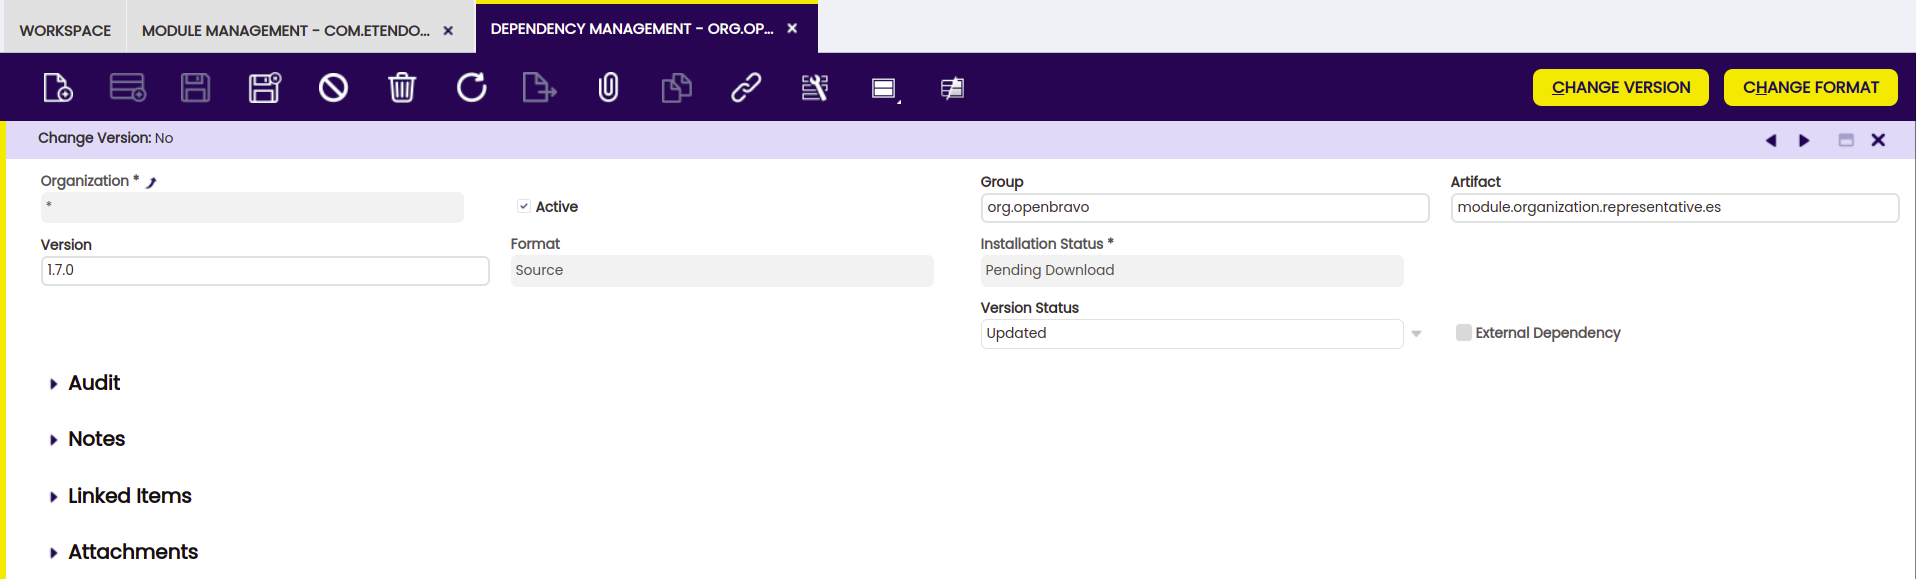 WORKSPACE
MODULE MANAGEMENT - COM.ETENDO...
DEPENDENCY MANAGEMENT - ORG.OP...
CHANGE VERSION
CHANGE FORMAT
Change Version: No
Organization *
*
Active
Group
org.openbravo
Artifact
module.organization.representative.es
Version
1.7.0
Format
Source
Installation Status *
Pending Download
Version Status
Updated
External Dependency
Audit
Notes
Linked Items
Attachments